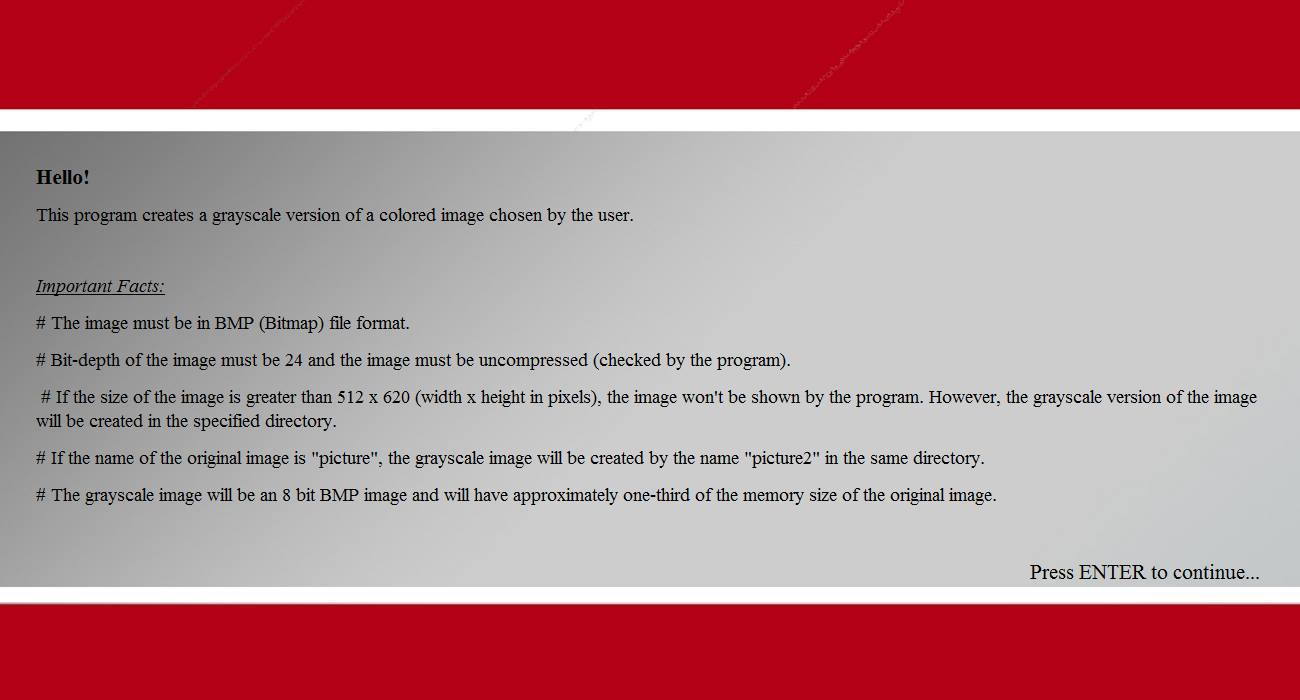 Hello!
This program creates a grayscale version of a colored image chosen by the user.
Important Facts:
# The image must be in BMP (Bitmap) file format.
# Bit-depth of the image must be 24 and the image must be uncompressed (checked by the program).
# If the size of the image is greater than 512 x 620 (width x height in pixels), the image won't be shown by the program. However, the grayscale version of the image
will be created in the specified directory.
# If the name of the original image is "picture", the grayscale image will be created by the name "picture2" in the same directory.
# The grayscale image will be an 8 bit BMP image and will have approximately one-third of the memory size of the original image.
Press ENTER to continue...